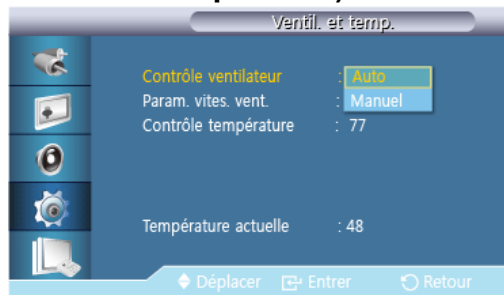 Ventil. et temp.
Contrôle ventilateur : Auto
Param. vites. vent. : Manuel
Contrôle température : 77
Température actuelle : 48
Déplacer Entrer Retour